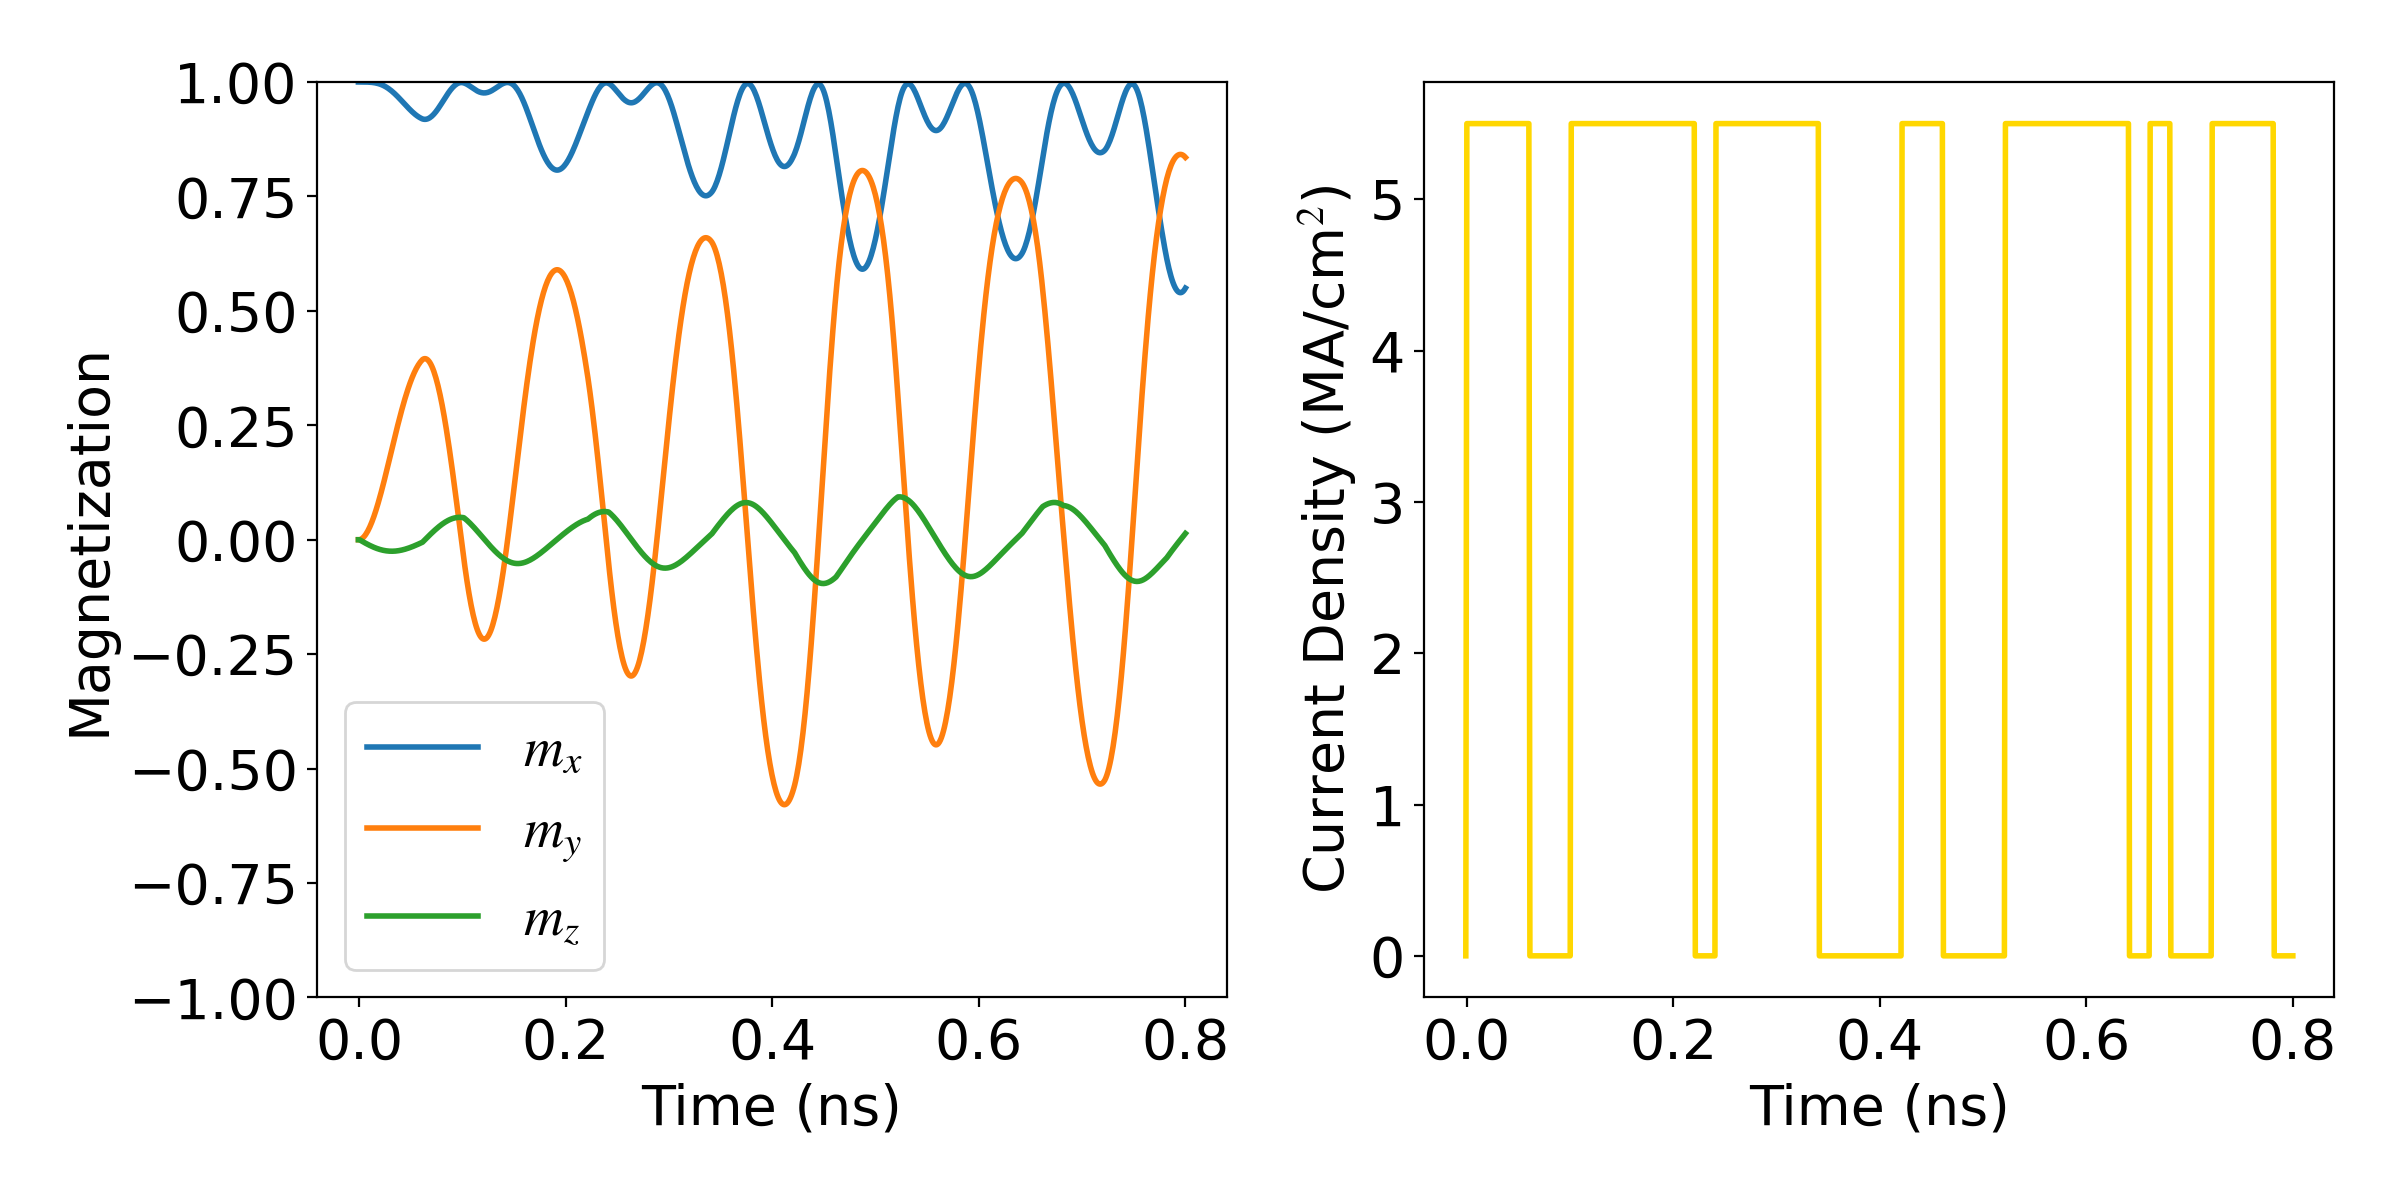 Magnetization
1.00
0.75
0.50
0.25
0.00
−0.25
−0.50
−0.75
−1.00
m_x
m_y
m_z
0.0 0.2 0.4 0.6 0.8
Time (ns)
Current Density (MA/cm²)
5
4
3
2
1
0
0.0 0.2 0.4 0.6 0.8
Time (ns)